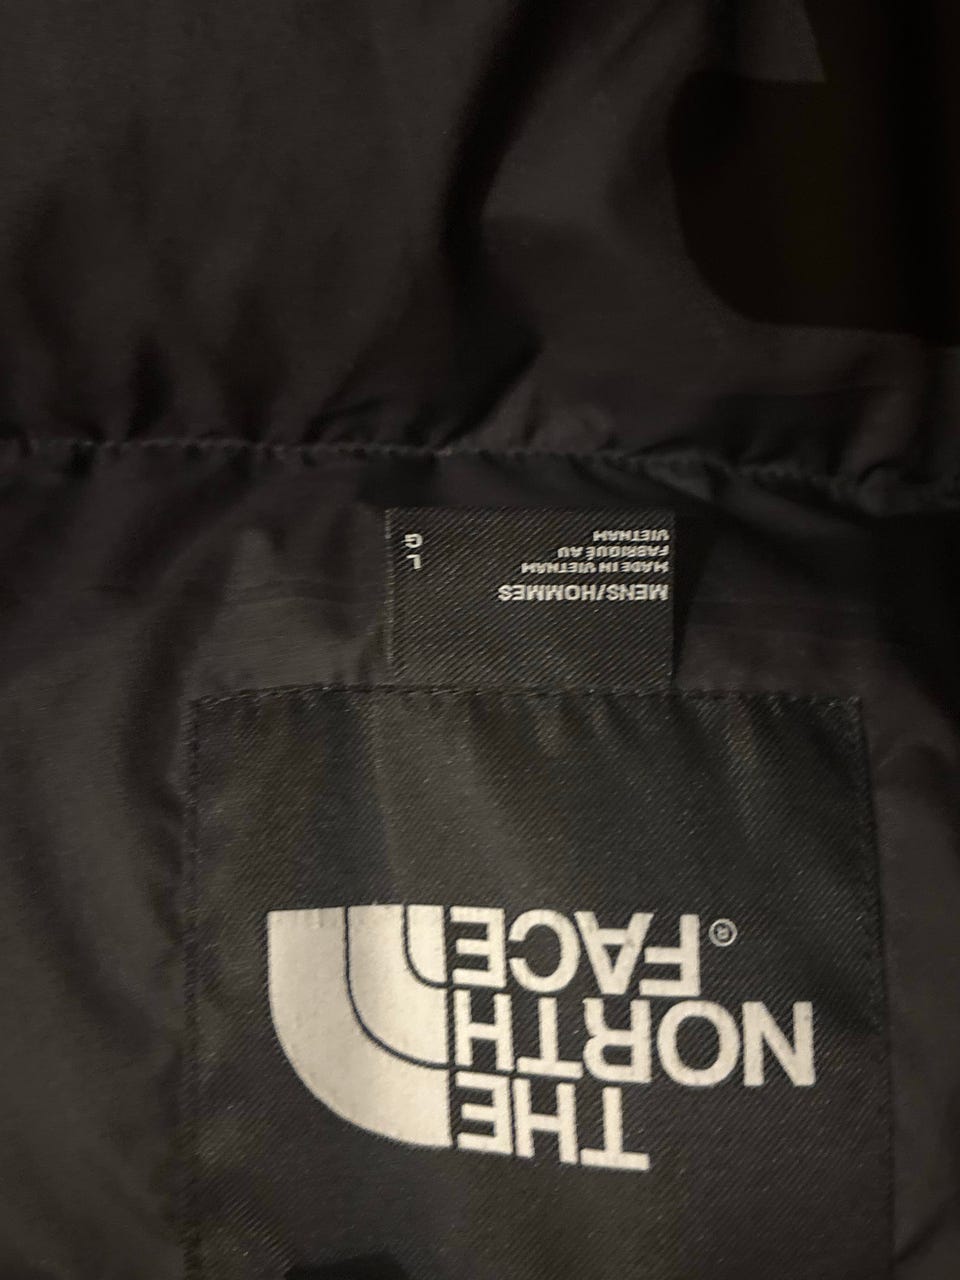 THE
NORTH
FACE®
MENS/HOMMES
MADE IN VIETNAM
FABRIQUÉ AU
VIETNAM
L
G